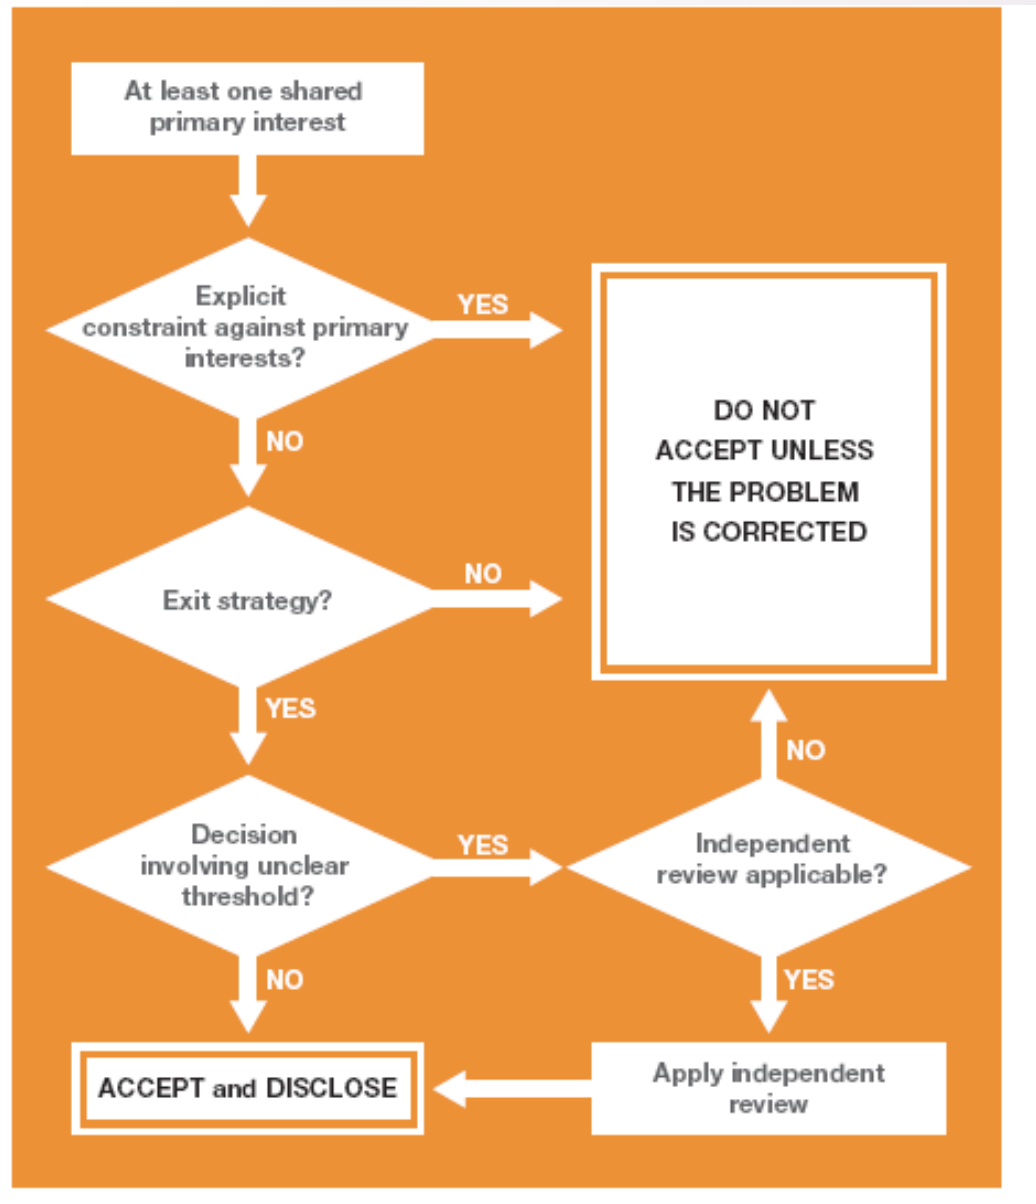 At least one shared
primary interest
Explicit
constraint against primary
interests?
YES
NO
DO NOT
ACCEPT UNLESS
THE PROBLEM
IS CORRECTED
Exit strategy?
NO
YES
Decision
involving unclear
threshold?
YES
NO
Independent
review applicable?
NO
YES
ACCEPT and DISCLOSE
Apply independent
review